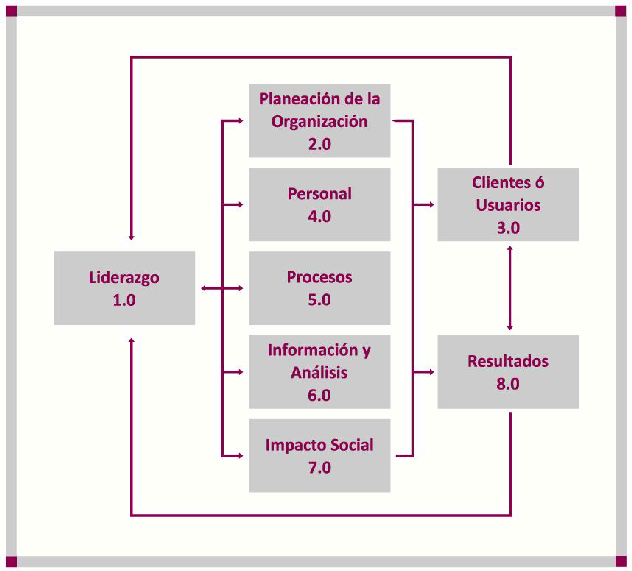 Planeación de la
Organización
2.0
Clientes ó
Usuarios
3.0
Personal
4.0
Liderazgo
1.0
Procesos
5.0
Información y
Análisis
6.0
Resultados
8.0
Impacto Social
7.0